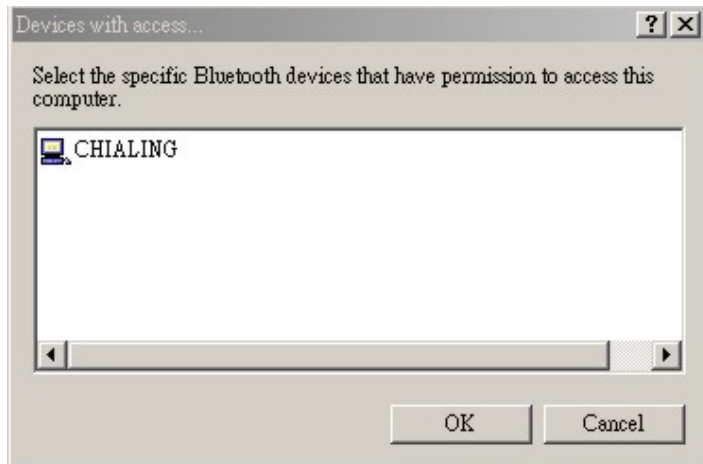 Devices with access...
Select the specific Bluetooth devices that have permission to access this
computer.
CHIALING
OK Cancel